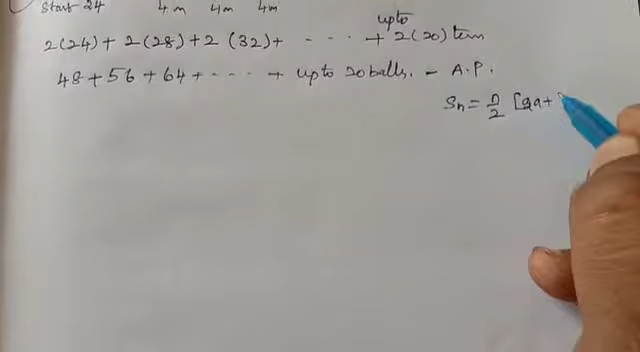 Start 24 4m 4m 4m
upto
2(24) + 2(28) + 2 (32) + - - - - + 2(20) term
48 + 56 + 64 + - - - - + upto 20 balls. - A.P.
Sn = n/2 [2a+